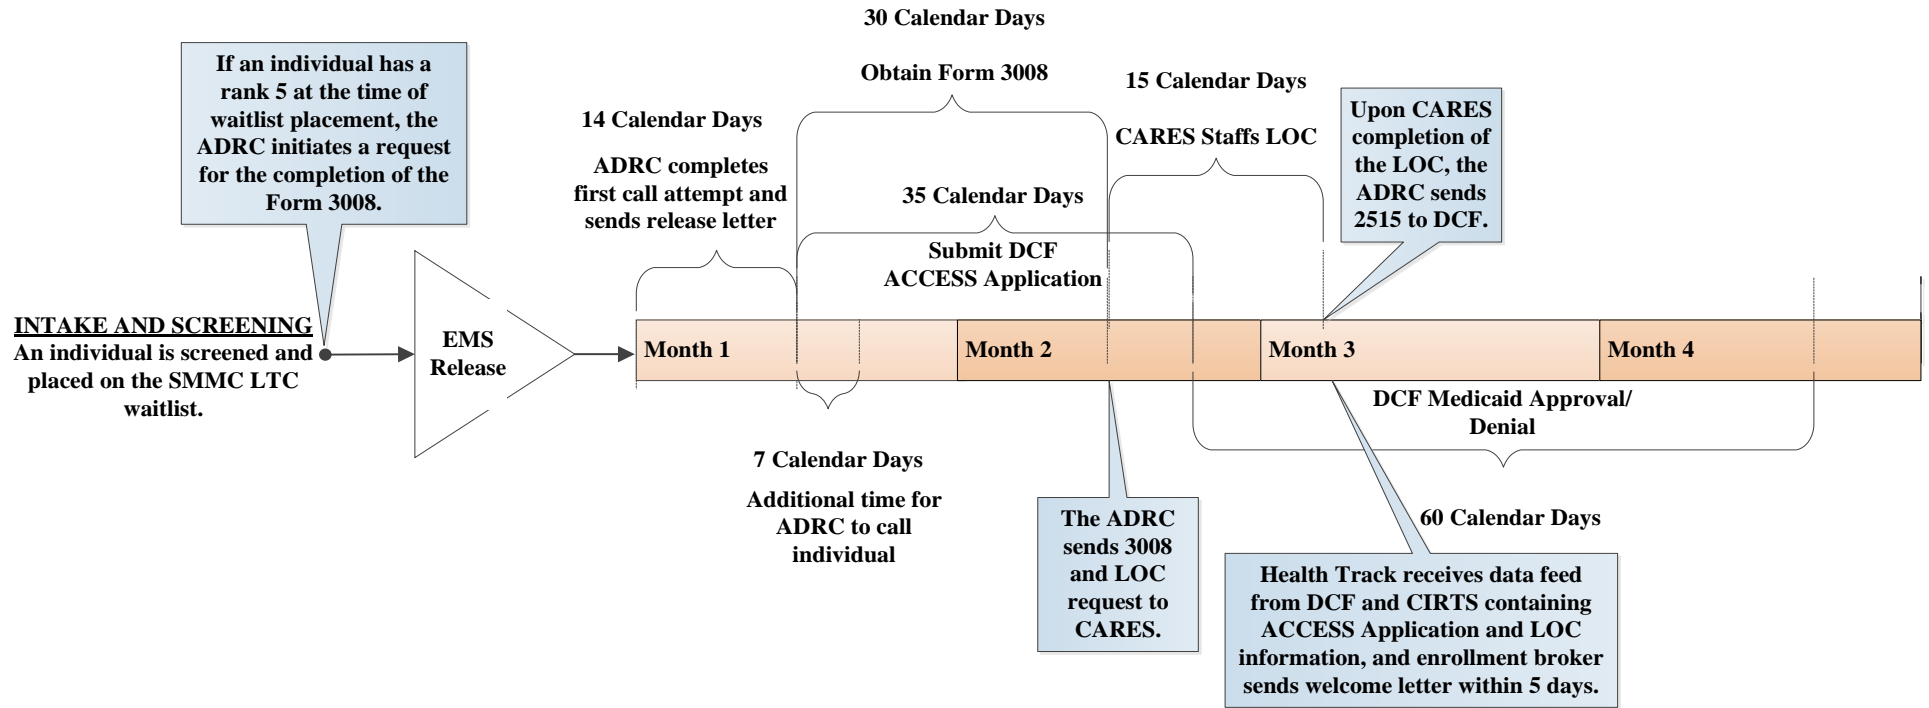 30 Calendar Days
Obtain Form 3008
If an individual has a
rank 5 at the time of
waitlist placement, the
ADRC initiates a request
for the completion of the
Form 3008.
14 Calendar Days
ADRC completes
first call attempt and
sends release letter
15 Calendar Days
CARES Staffs LOC
Upon CARES
completion of
the LOC, the
ADRC sends
2515 to DCF.
35 Calendar Days
Submit DCF
ACCESS Application
INTAKE AND SCREENING
An individual is screened and
placed on the SMMC LTC
waitlist.
EMS
Release
Month 1
Month 2
Month 3
Month 4
DCF Medicaid Approval/
Denial
7 Calendar Days
Additional time for
ADRC to call
individual
The ADRC
sends 3008
and LOC
request to
CARES.
60 Calendar Days
Health Track receives data feed
from DCF and CIRTS containing
ACCESS Application and LOC
information, and enrollment broker
sends welcome letter within 5 days.